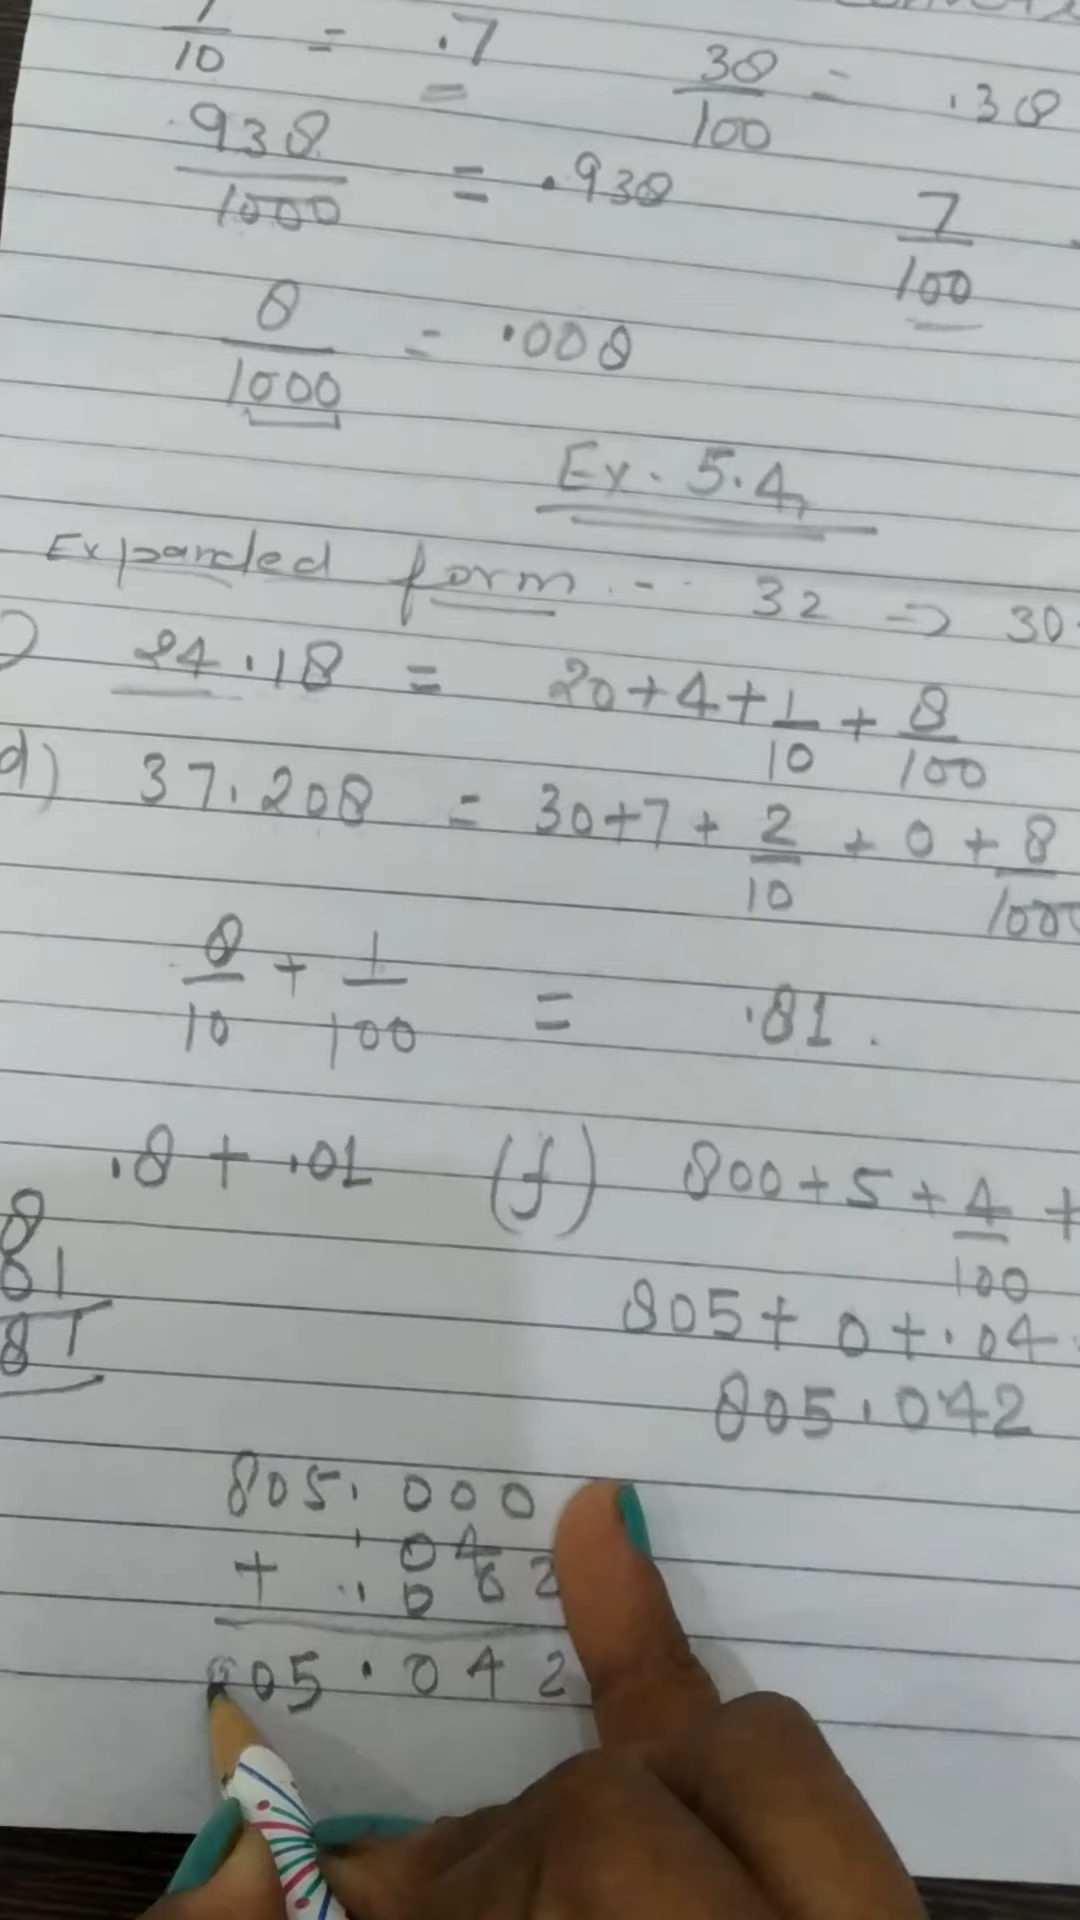 7/10 = .7    38/100 = .38
938/1000 = .938    7/100
8/1000 = .008
Ex. 5.4
Expanded form - 32 → 30
24.18 = 20+4+1/10+8/100
d) 37.208 = 30+7+2/10+0+8/1000
8/10 + 1/100 = .81.
.8 + .01    (f) 800+5+4/100+
8
81    805+0+.04
81    805.042
805.000
.04
+ .002
805.042